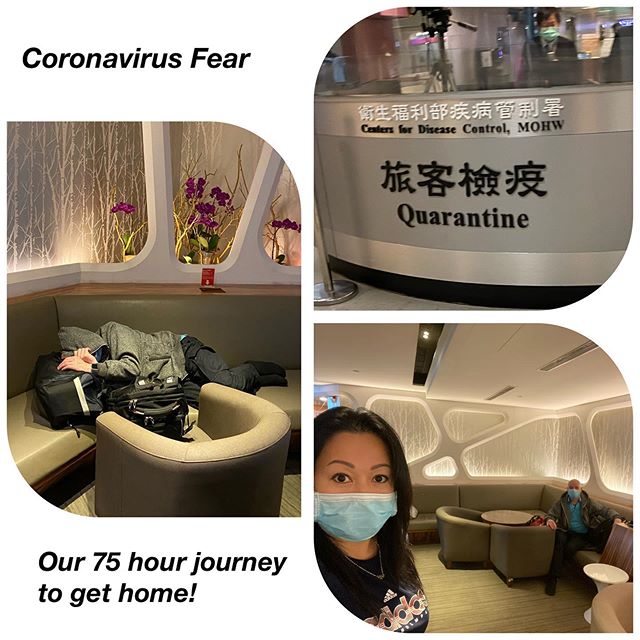 Coronavirus Fear
衛生福利部疾病管制署
Centers for Disease Control, MOHW
旅客檢疫
Quarantine
adidas
Our 75 hour journey
to get home!